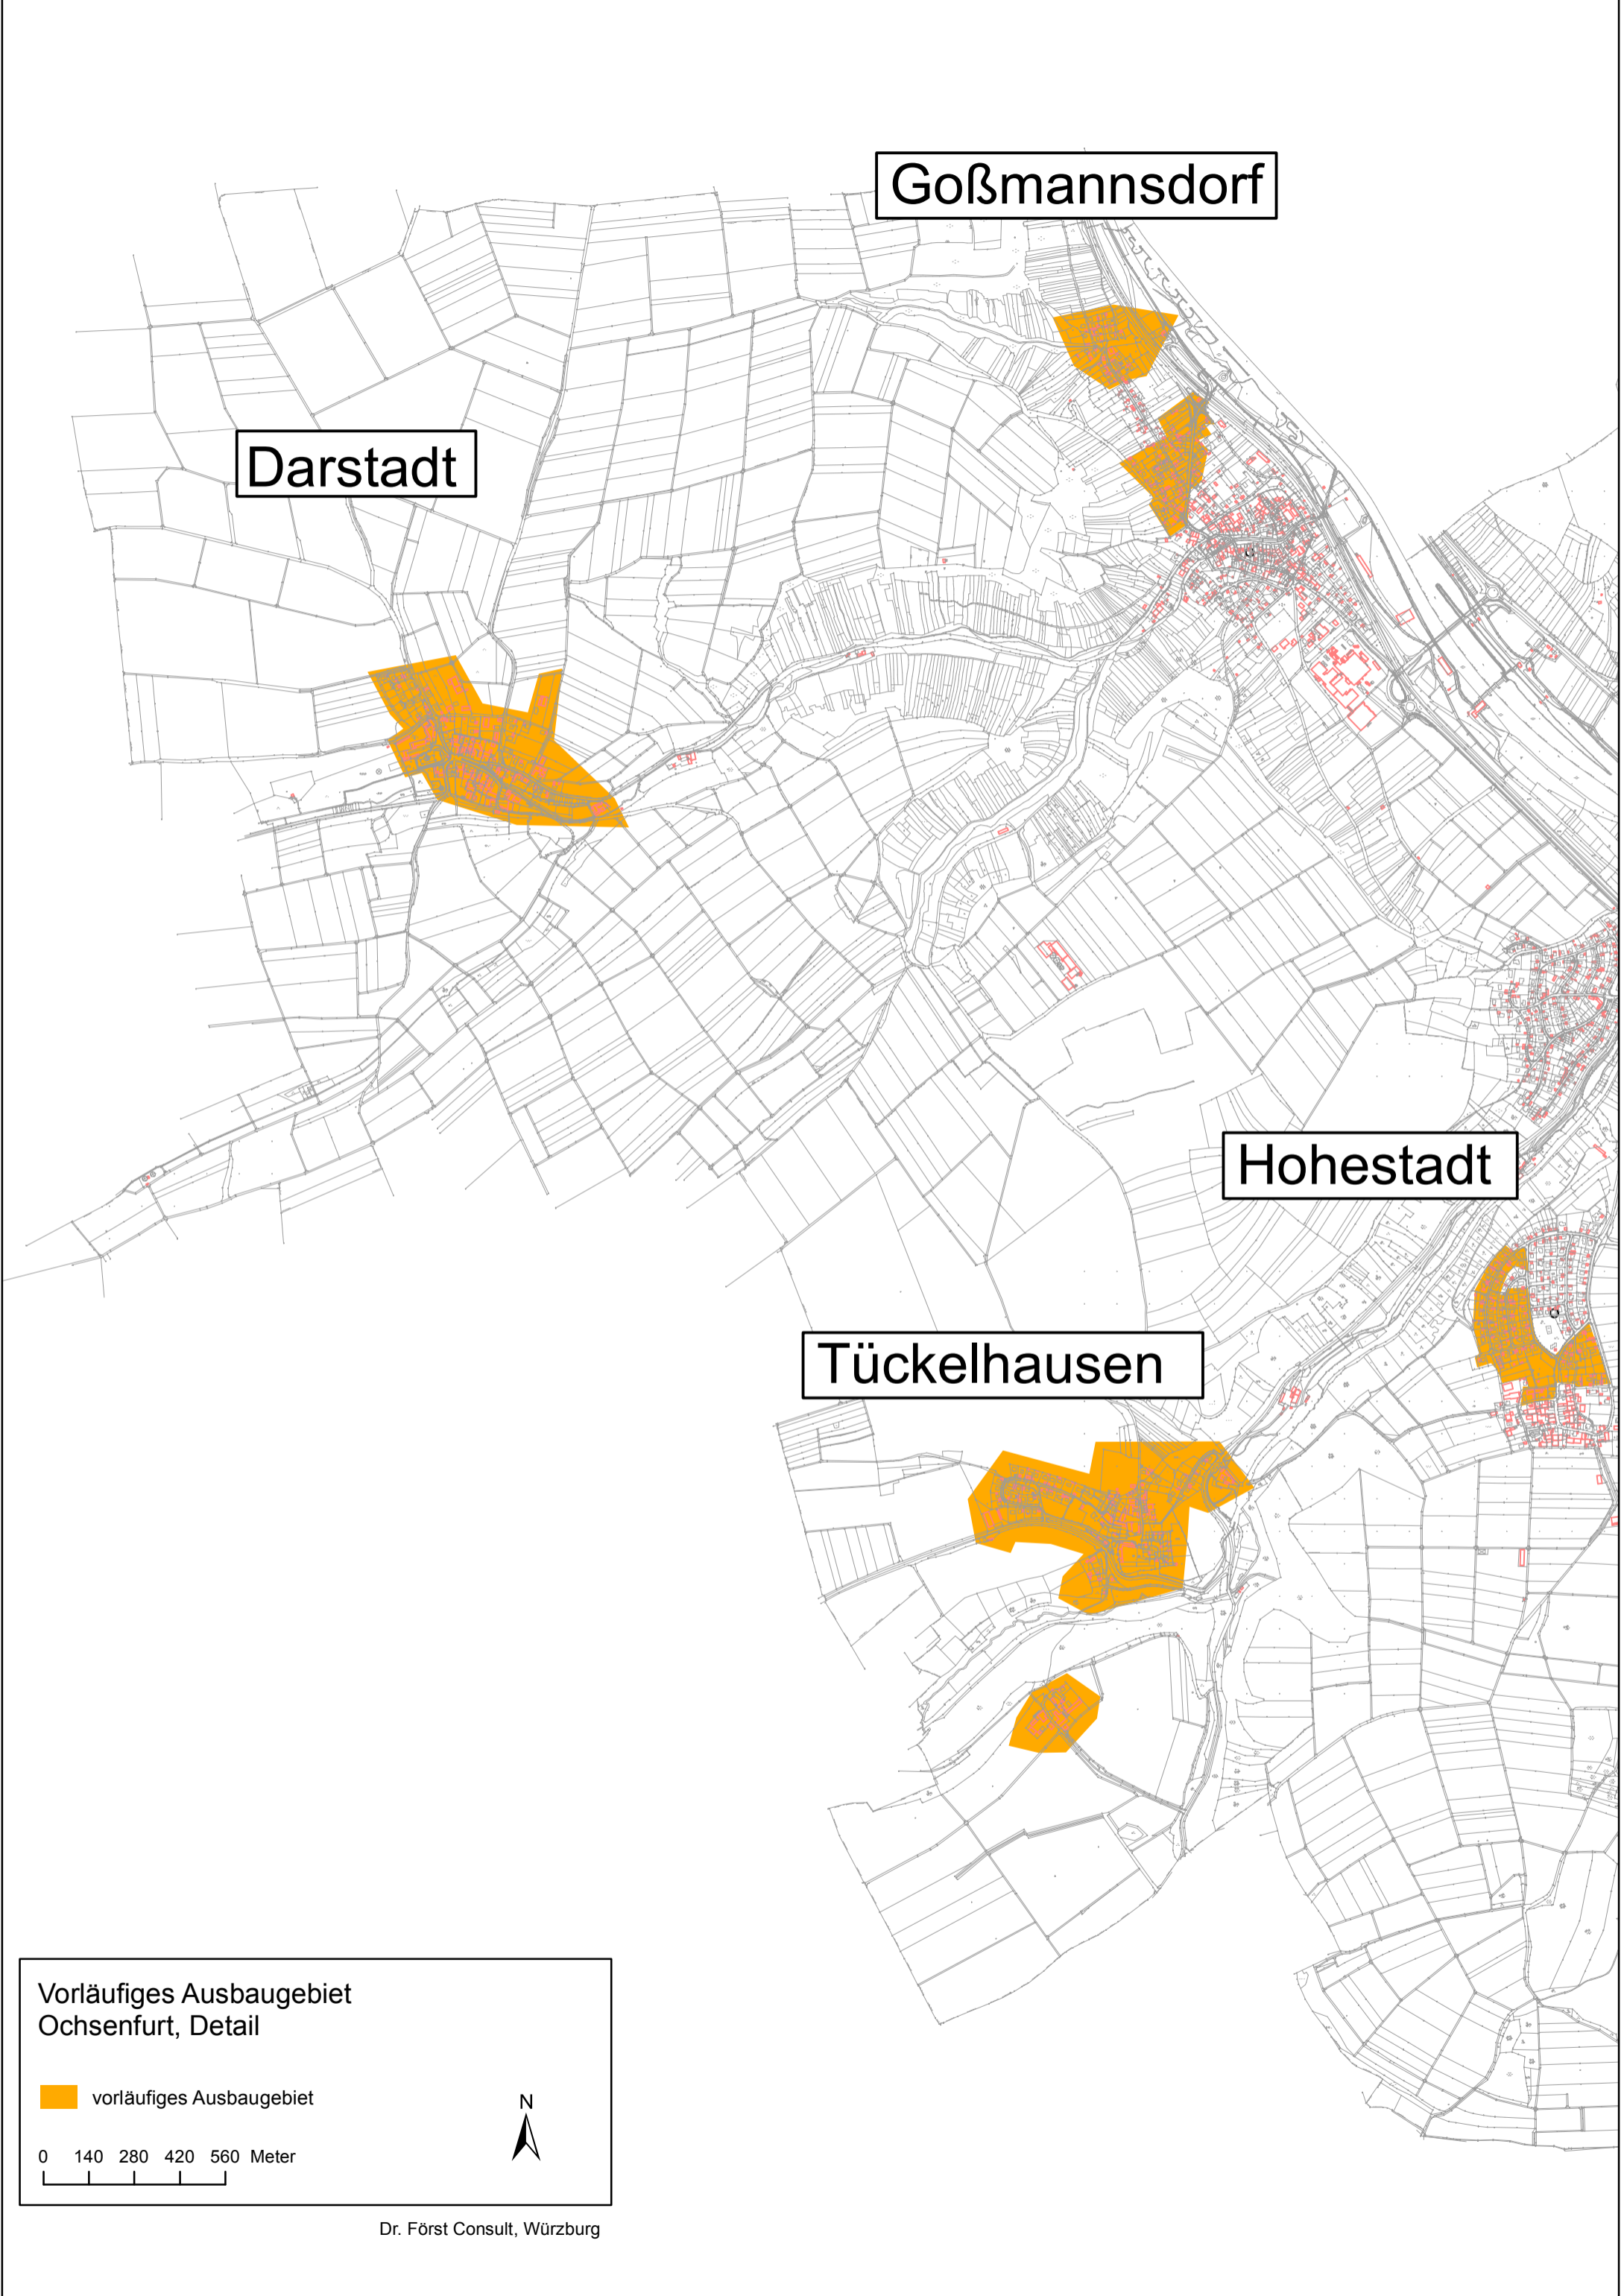 Goßmannsdorf
Darstadt
Hohestadt
Tückelhausen
Vorläufiges Ausbaugebiet
Ochsenfurt, Detail
vorläufiges Ausbaugebiet
N
0 140 280 420 560 Meter
Dr. Först Consult, Würzburg